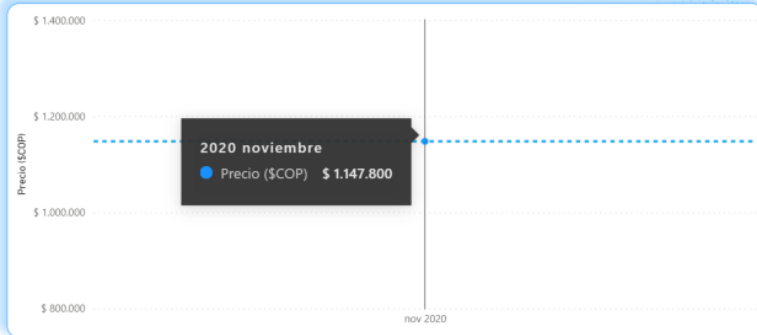 $ 1.400.000
$ 1.200.000
2020 noviembre
Precio ($COP) $ 1.147.800
Precio ($COP)
$ 1.000.000
$ 800.000
nov 2020